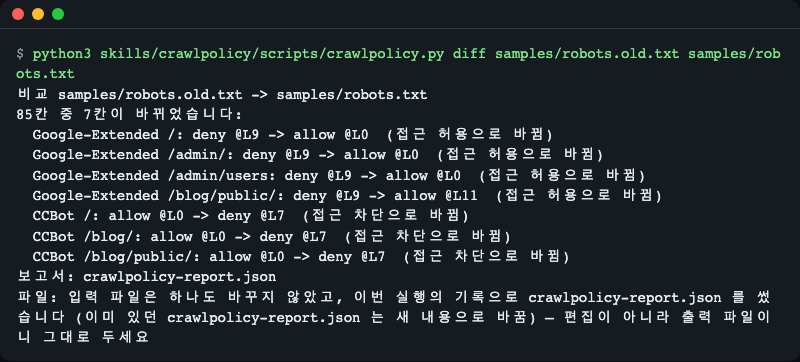 $ python3 skills/crawlpolicy/scripts/crawlpolicy.py diff samples/robots.old.txt samples/rob
ots.txt
비교 samples/robots.old.txt -> samples/robots.txt
85칸 중 7칸이 바뀌었습니다:
  Google-Extended /: deny @L9 -> allow @L0  (접근 허용으로 바뀜)
  Google-Extended /admin/: deny @L9 -> allow @L0  (접근 허용으로 바뀜)
  Google-Extended /admin/users: deny @L9 -> allow @L0  (접근 허용으로 바뀜)
  Google-Extended /blog/public/: deny @L9 -> allow @L11  (접근 허용으로 바뀜)
  CCBot /: allow @L0 -> deny @L7  (접근 차단으로 바뀜)
  CCBot /blog/: allow @L0 -> deny @L7  (접근 차단으로 바뀜)
  CCBot /blog/public/: allow @L0 -> deny @L7  (접근 차단으로 바뀜)
보고서: crawlpolicy-report.json
파일: 입력 파일은 하나도 바꾸지 않았고, 이번 실행의 기록으로 crawlpolicy-report.json 를 썼
습니다 (이미 있던 crawlpolicy-report.json 는 새 내용으로 바꿈) — 편집이 아니라 출력 파일이
니 그대로 두세요